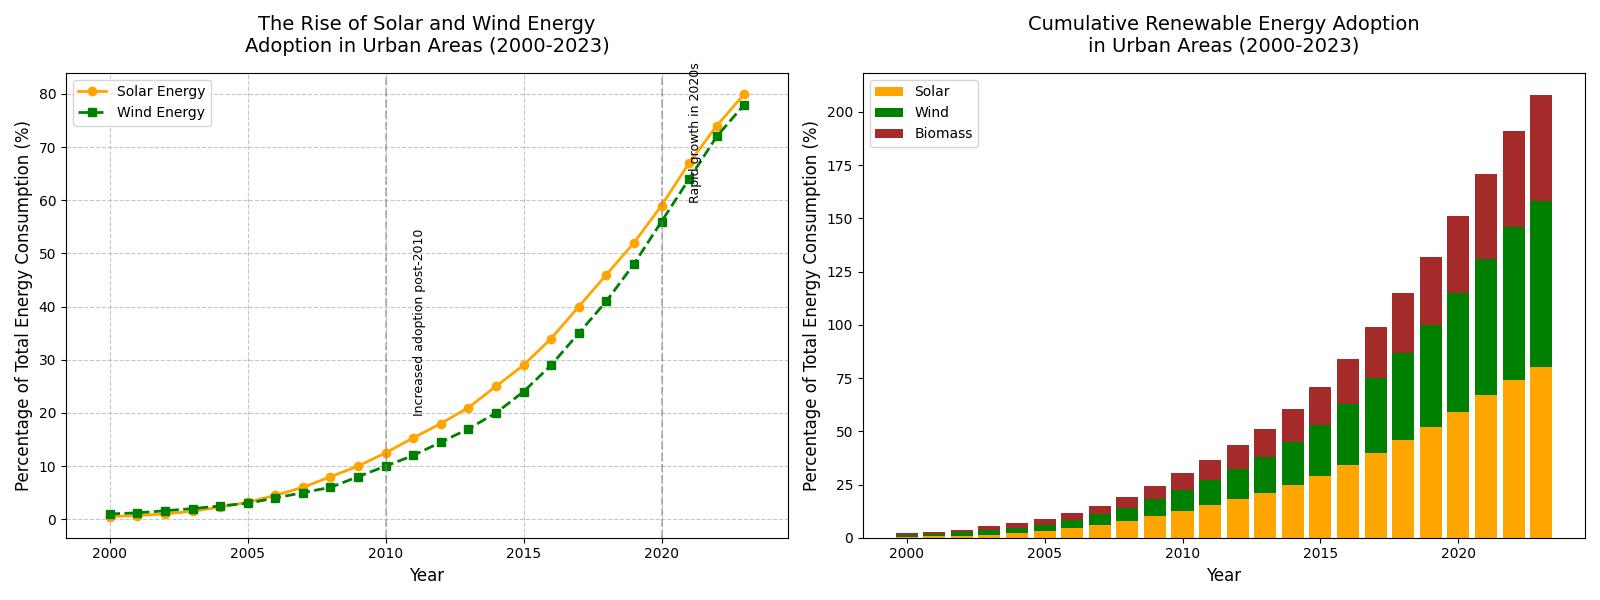 The Rise of Solar and Wind Energy
Adoption in Urban Areas (2000-2023)
Percentage of Total Energy Consumption (%)
80
70
60
50
40
30
20
10
0
Solar Energy
Wind Energy
Increased adoption post-2010
Rapid growth in 2020s
2000
2005
2010
2015
2020
Year
Cumulative Renewable Energy Adoption
in Urban Areas (2000-2023)
Percentage of Total Energy Consumption (%)
200
175
150
125
100
75
50
25
0
Solar
Wind
Biomass
2000
2005
2010
2015
2020
Year